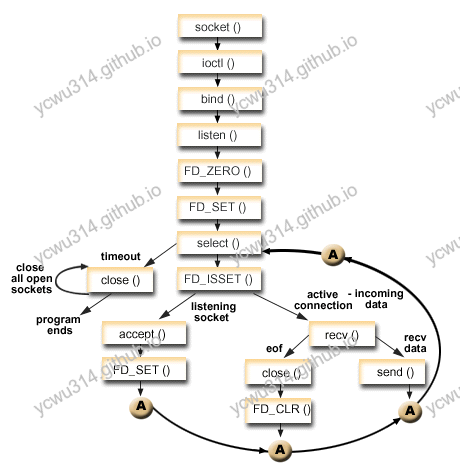 socket ()
ioctl ()
bind ()
listen ()
FD_ZERO ()
FD_SET ()
select ()
A
timeout
close
all open
sockets
close ()
FD_ISSET ()
program
ends
listening
socket
active
connection
- incoming
data
accept ()
recv ()
eof
recv
data
FD_SET ()
close ()
send ()
A
FD_CLR ()
A
A
ycwu314.github.io
ycwu314.github.io
ycwu314.github.io
ycwu314.github.io
ycwu314.github.io
ycwu314.github.io
ycwu314.github.io
ycwu314.github.io
ycwu314.github.io